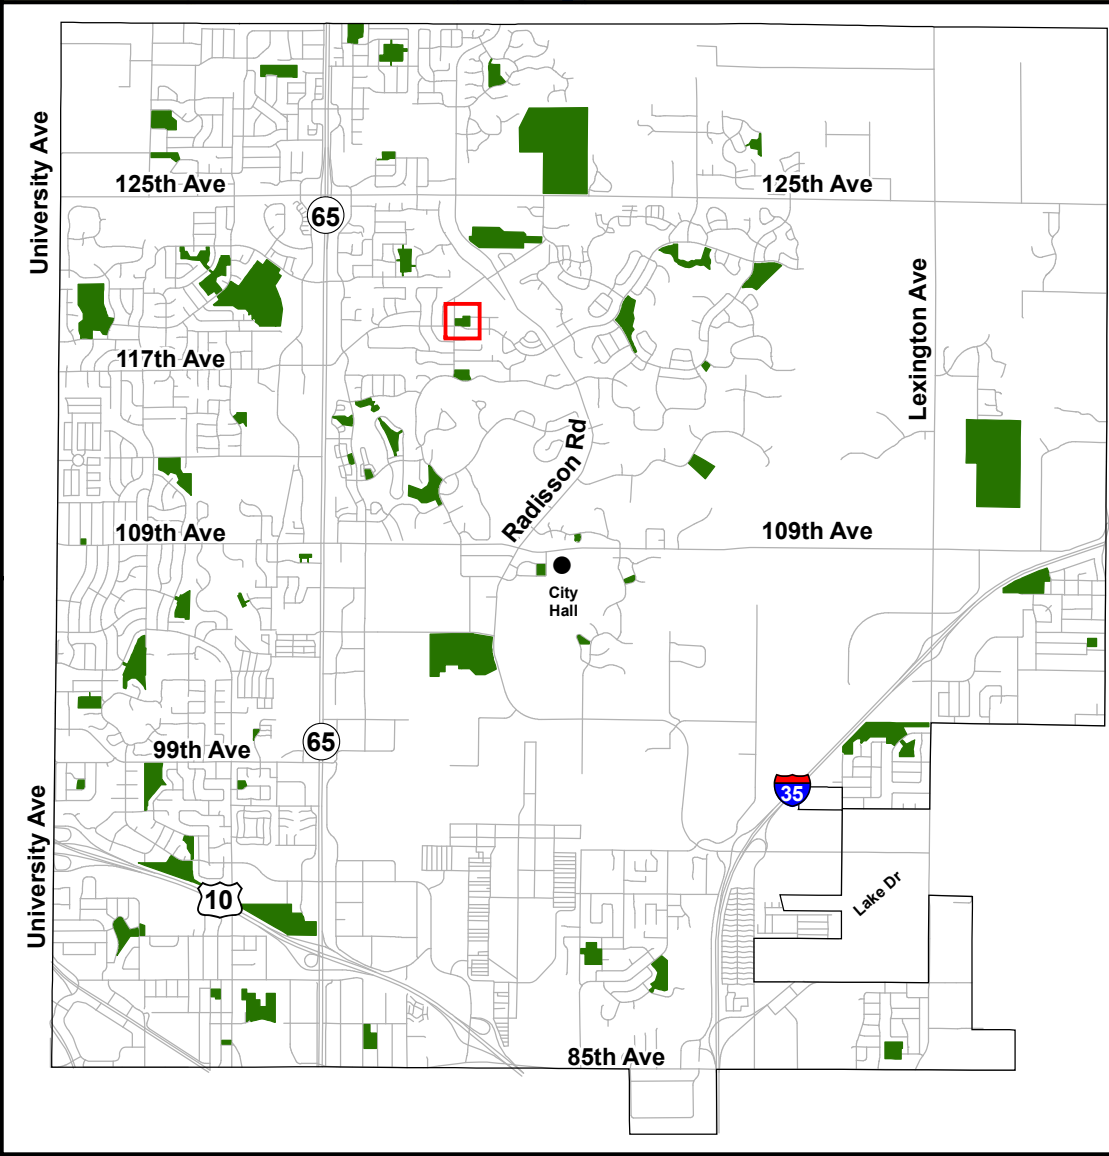 University Ave
125th Ave
125th Ave
65
Lexington Ave
117th Ave
Radisson Rd
109th Ave
109th Ave
City
Hall
99th Ave
65
35
University Ave
10
Lake Dr
85th Ave